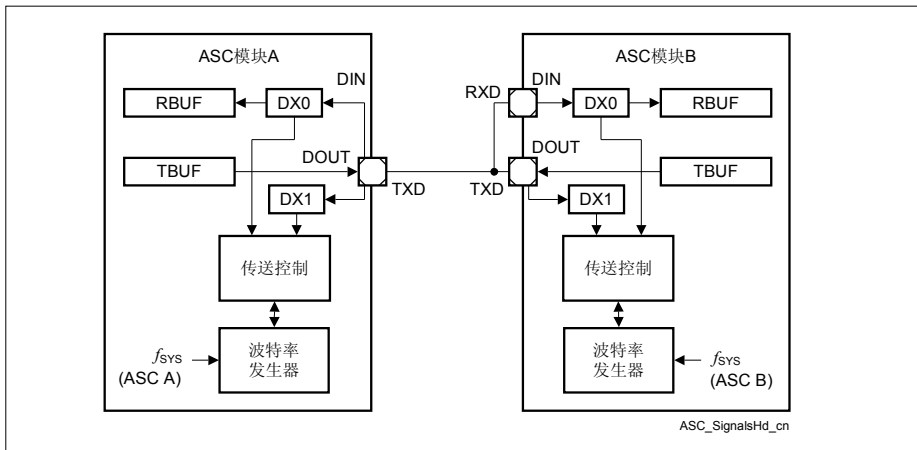 ASC模块A
DIN
RBUF
DX0
DOUT
TBUF
TXD
DX1
传送控制
波特率
发生器
fSYS
(ASC A)
ASC模块B
RXD
DIN
DX0
RBUF
DOUT
TXD
TBUF
DX1
传送控制
波特率
发生器
fSYS
(ASC B)
ASC_SignalsHd_cn